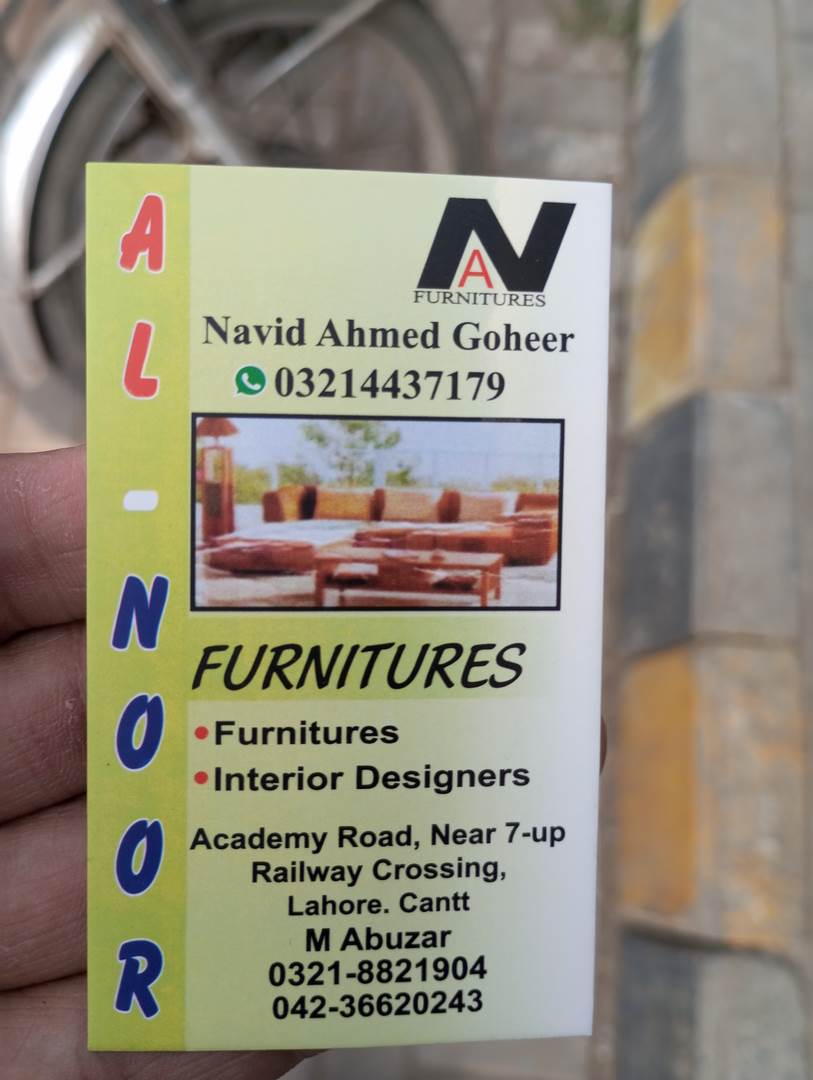 AL-NOOR
NA
FURNITURES
Navid Ahmed Goheer
03214437179
FURNITURES
•Furnitures
•Interior Designers
Academy Road, Near 7-up
Railway Crossing,
Lahore. Cantt
M Abuzar
0321-8821904
042-36620243